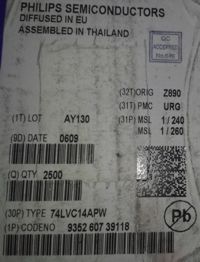 PHILIPS SEMICONDUCTORS
DIFFUSED IN EU
ASSEMBLED IN THAILAND
QC
ACCEPTED
(32T)ORIG Z890
(31T) PMC URG
(1T) LOT AY130
(31P) MSL 1/240
MSL 1/260
(9D) DATE 0609
(Q) QTY 2500
(30P) TYPE 74LVC14APW
Pb
(1P) CODENO 9352 607 39118